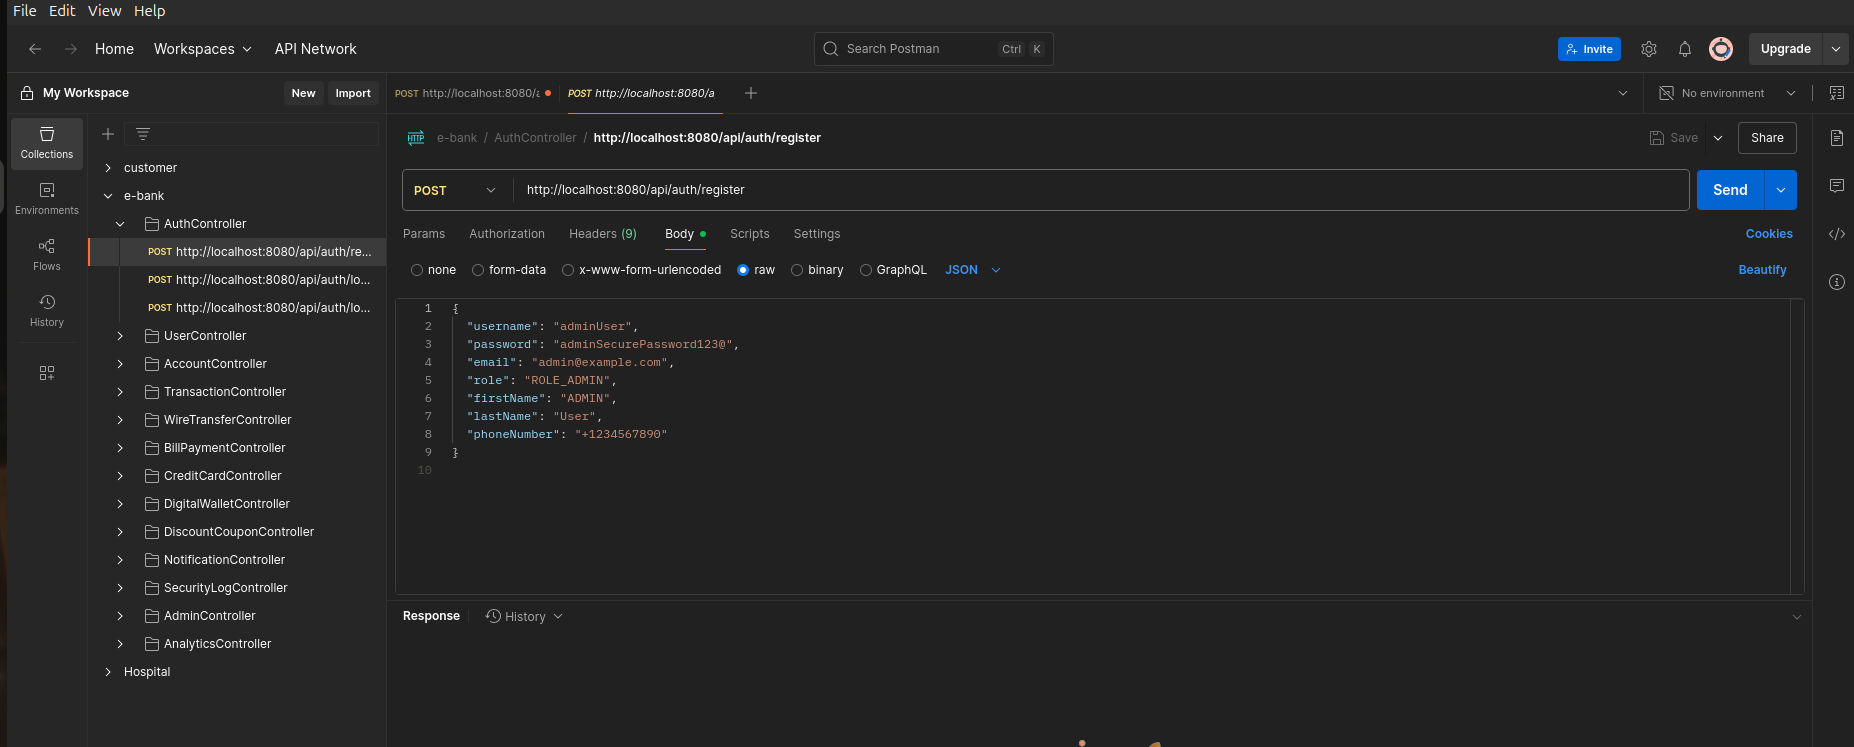 File Edit View Help
Home Workspaces API Network
Search Postman Ctrl K
Invite
Upgrade
My Workspace
New Import
POST http://localhost:8080/a
POST http://localhost:8080/a
No environment
Collections
Environments
Flows
History
customer
e-bank
AuthController
POST http://localhost:8080/api/auth/re...
POST http://localhost:8080/api/auth/lo...
POST http://localhost:8080/api/auth/lo...
UserController
AccountController
TransactionController
WireTransferController
BillPaymentController
CreditCardController
DigitalWalletController
DiscountCouponController
NotificationController
SecurityLogController
AdminController
AnalyticsController
Hospital
HTTP e-bank / AuthController / http://localhost:8080/api/auth/register
Save Share
POST http://localhost:8080/api/auth/register
Send
Params Authorization Headers (9) Body Scripts Settings
Cookies
none form-data x-www-form-urlencoded raw binary GraphQL JSON
Beautify
1 {
2 "username": "adminUser",
3 "password": "adminSecurePassword123@",
4 "email": "admin@example.com",
5 "role": "ROLE_ADMIN",
6 "firstName": "ADMIN",
7 "lastName": "User",
8 "phoneNumber": "+1234567890"
9 }
10
Response History